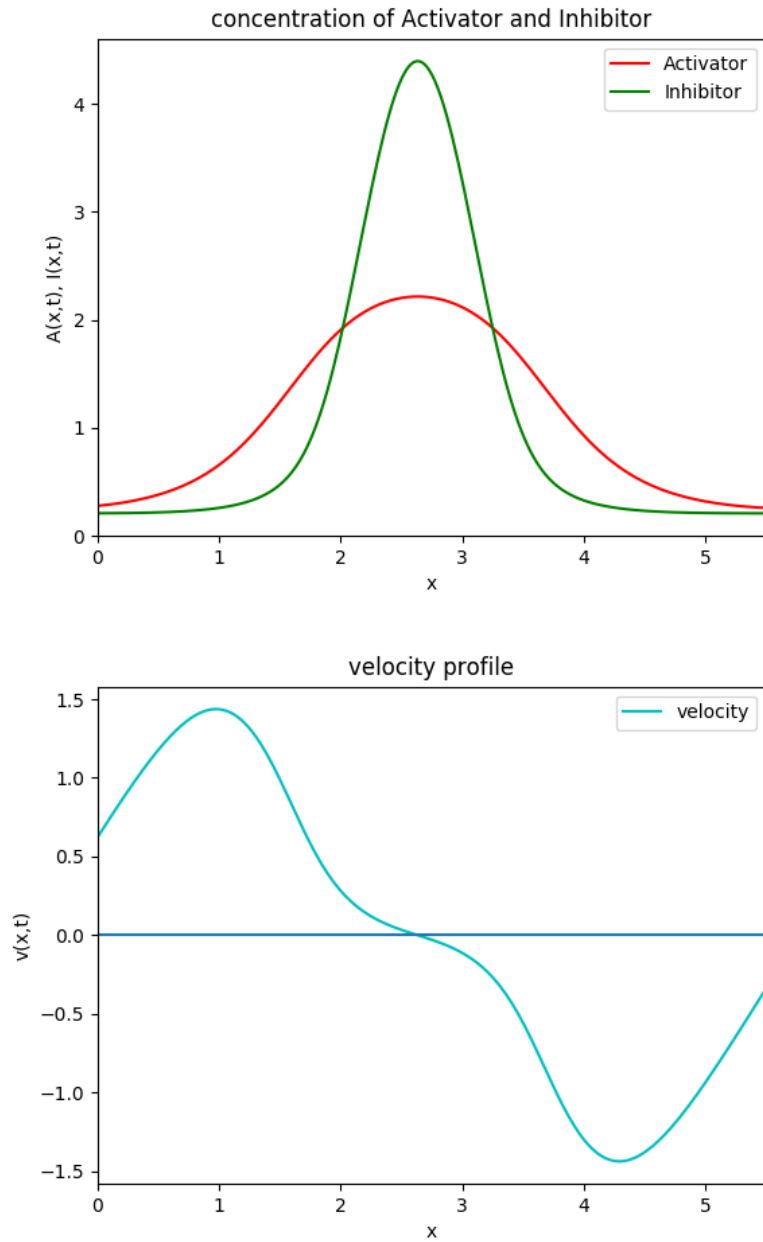 concentration of Activator and Inhibitor
Activator
Inhibitor
A(x,t), I(x,t)
4
3
2
1
0
0 1 2 3 4 5
x
velocity profile
velocity
v(x,t)
1.5
1.0
0.5
0.0
−0.5
−1.0
−1.5
0 1 2 3 4 5
x